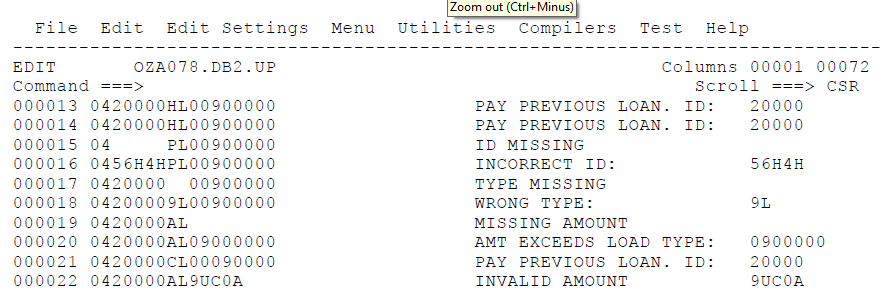 Zoom out (Ctrl+Minus)
File Edit Edit Settings Menu Utilities Compilers Test Help
EDIT OZA078.DB2.UP Columns 00001 00072
Command ===> Scroll ===> CSR
000013 0420000HL00900000 PAY PREVIOUS LOAN. ID: 20000
000014 0420000HL00900000 PAY PREVIOUS LOAN. ID: 20000
000015 04 PL00900000 ID MISSING
000016 0456H4HPL00900000 INCORRECT ID: 56H4H
000017 0420000 00900000 TYPE MISSING
000018 04200009L00900000 WRONG TYPE: 9L
000019 0420000AL MISSING AMOUNT
000020 0420000AL09000000 AMT EXCEEDS LOAD TYPE: 0900000
000021 0420000CL00090000 PAY PREVIOUS LOAN. ID: 20000
000022 0420000AL9UC0A INVALID AMOUNT 9UC0A